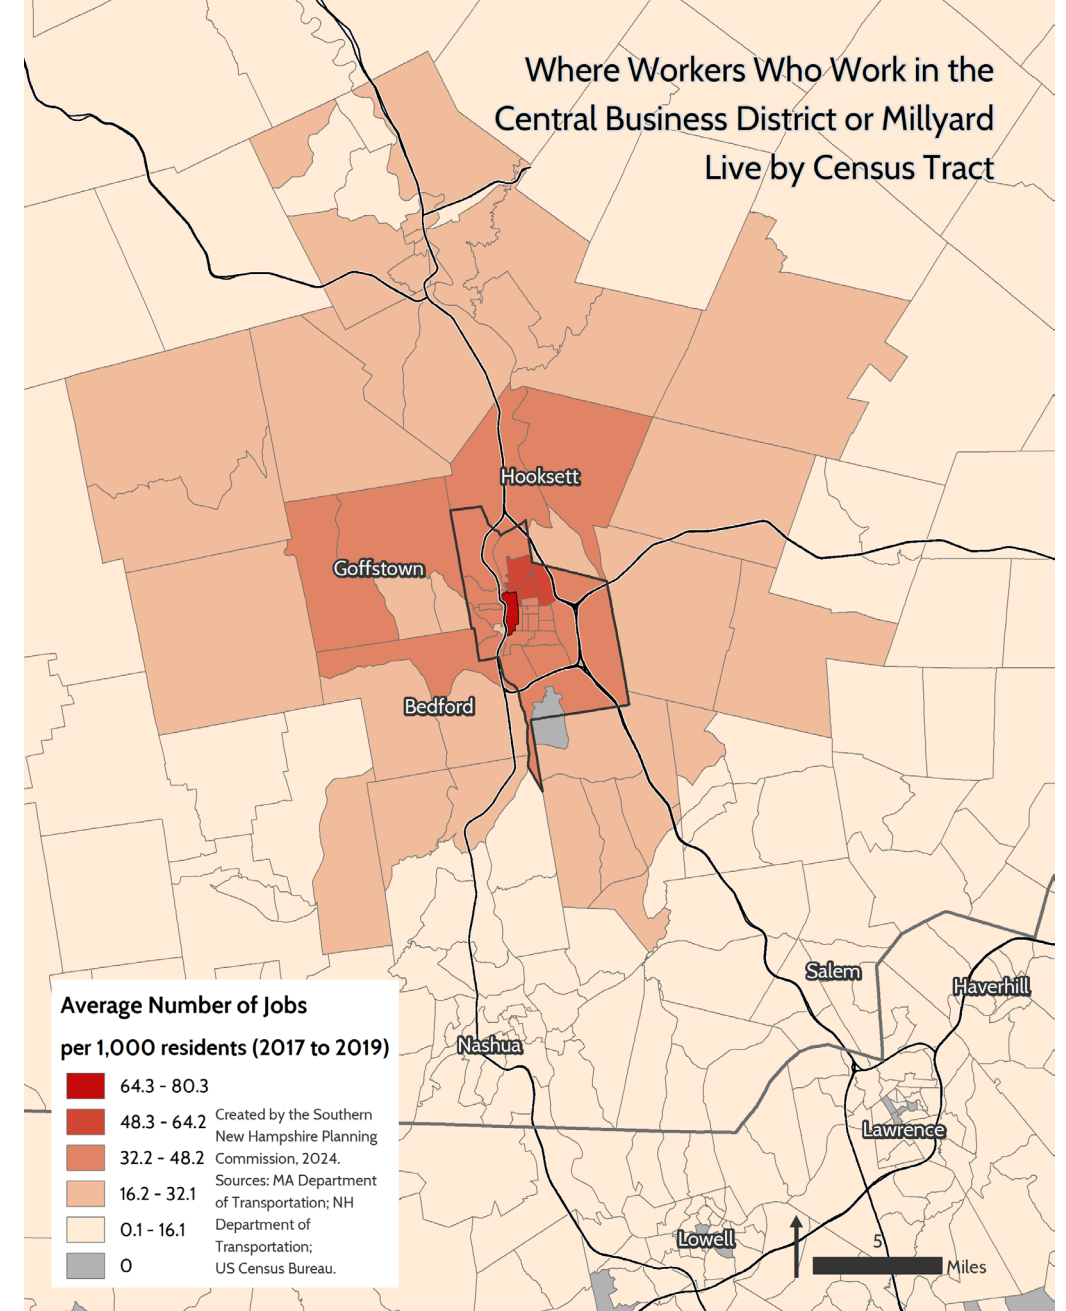 Where Workers Who Work in the
Central Business District or Millyard
Live by Census Tract
Hooksett
Goffstown
Bedford
Salem
Haverhill
Nashua
Lawrence
Lowell
5
Miles
Average Number of Jobs
per 1,000 residents (2017 to 2019)
64.3 - 80.3
48.3 - 64.2
32.2 - 48.2
16.2 - 32.1
0.1 - 16.1
0
Created by the Southern
New Hampshire Planning
Commission, 2024.
Sources: MA Department
of Transportation; NH
Department of
Transportation;
US Census Bureau.